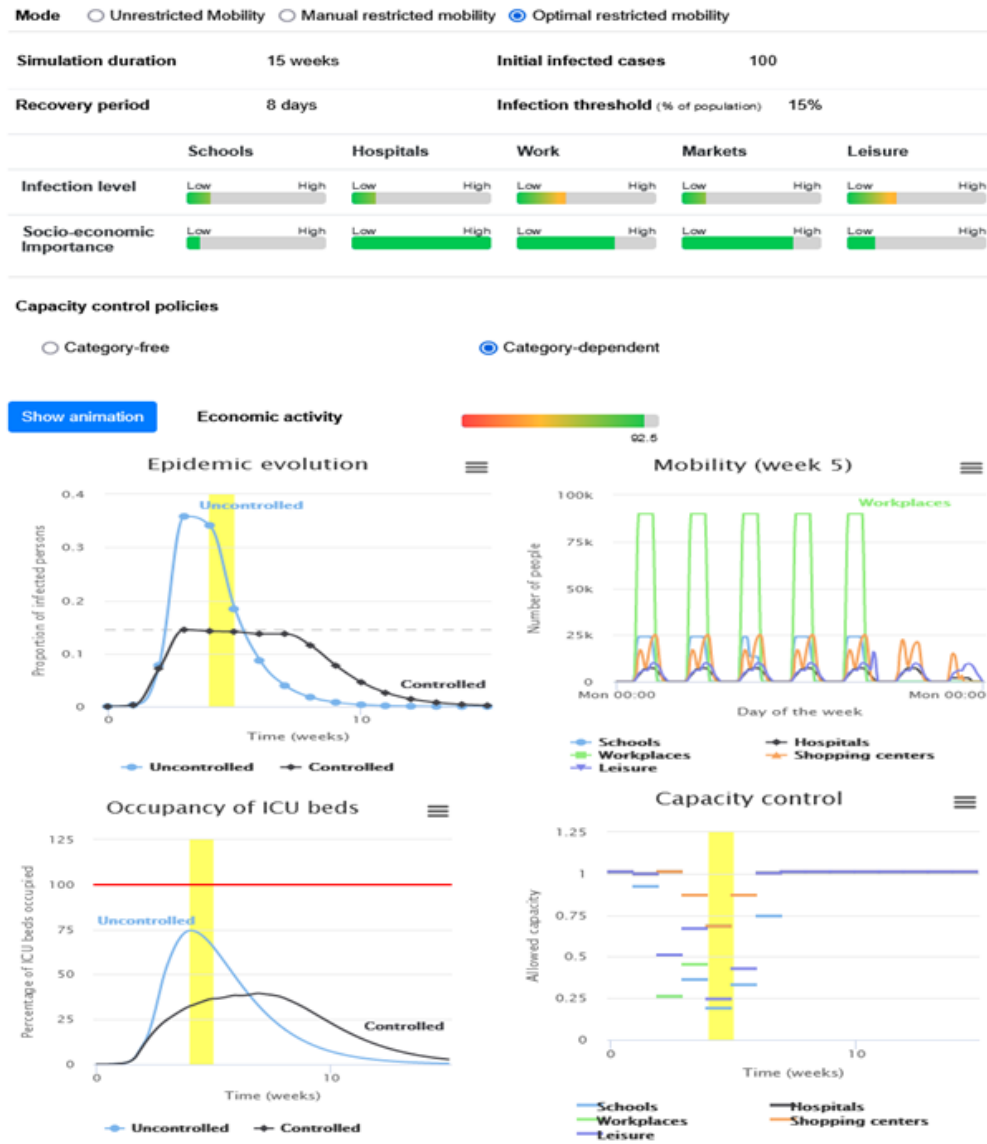 Mode Unrestricted Mobility Manual restricted mobility Optimal restricted mobility
Simulation duration 15 weeks Initial infected cases 100
Recovery period 8 days Infection threshold (% of population) 15%
Schools Hospitals Work Markets Leisure
Infection level Low High Low High Low High Low High Low High
Socio-economic Importance Low High Low High Low High Low High Low High
Capacity control policies
Category-free Category-dependent
Show animation Economic activity
92.5
Epidemic evolution
Proportion of infected persons
0.4
0.3
0.2
0.1
0
Uncontrolled
Controlled
0 10
Time (weeks)
Uncontrolled Controlled
Mobility (week 5)
Number of people
100k
75k
50k
25k
0
Workplaces
Mon 00:00 Mon 00:00
Day of the week
Schools Hospitals
Workplaces Shopping centers
Leisure
Occupancy of ICU beds
Percentage of ICU beds occupied
125
100
75
50
25
0
Uncontrolled
Controlled
0 10
Time (weeks)
Uncontrolled Controlled
Capacity control
Allowed capacity
1.25
1
0.75
0.5
0.25
0
0 10
Time (weeks)
Schools Hospitals
Workplaces Shopping centers
Leisure